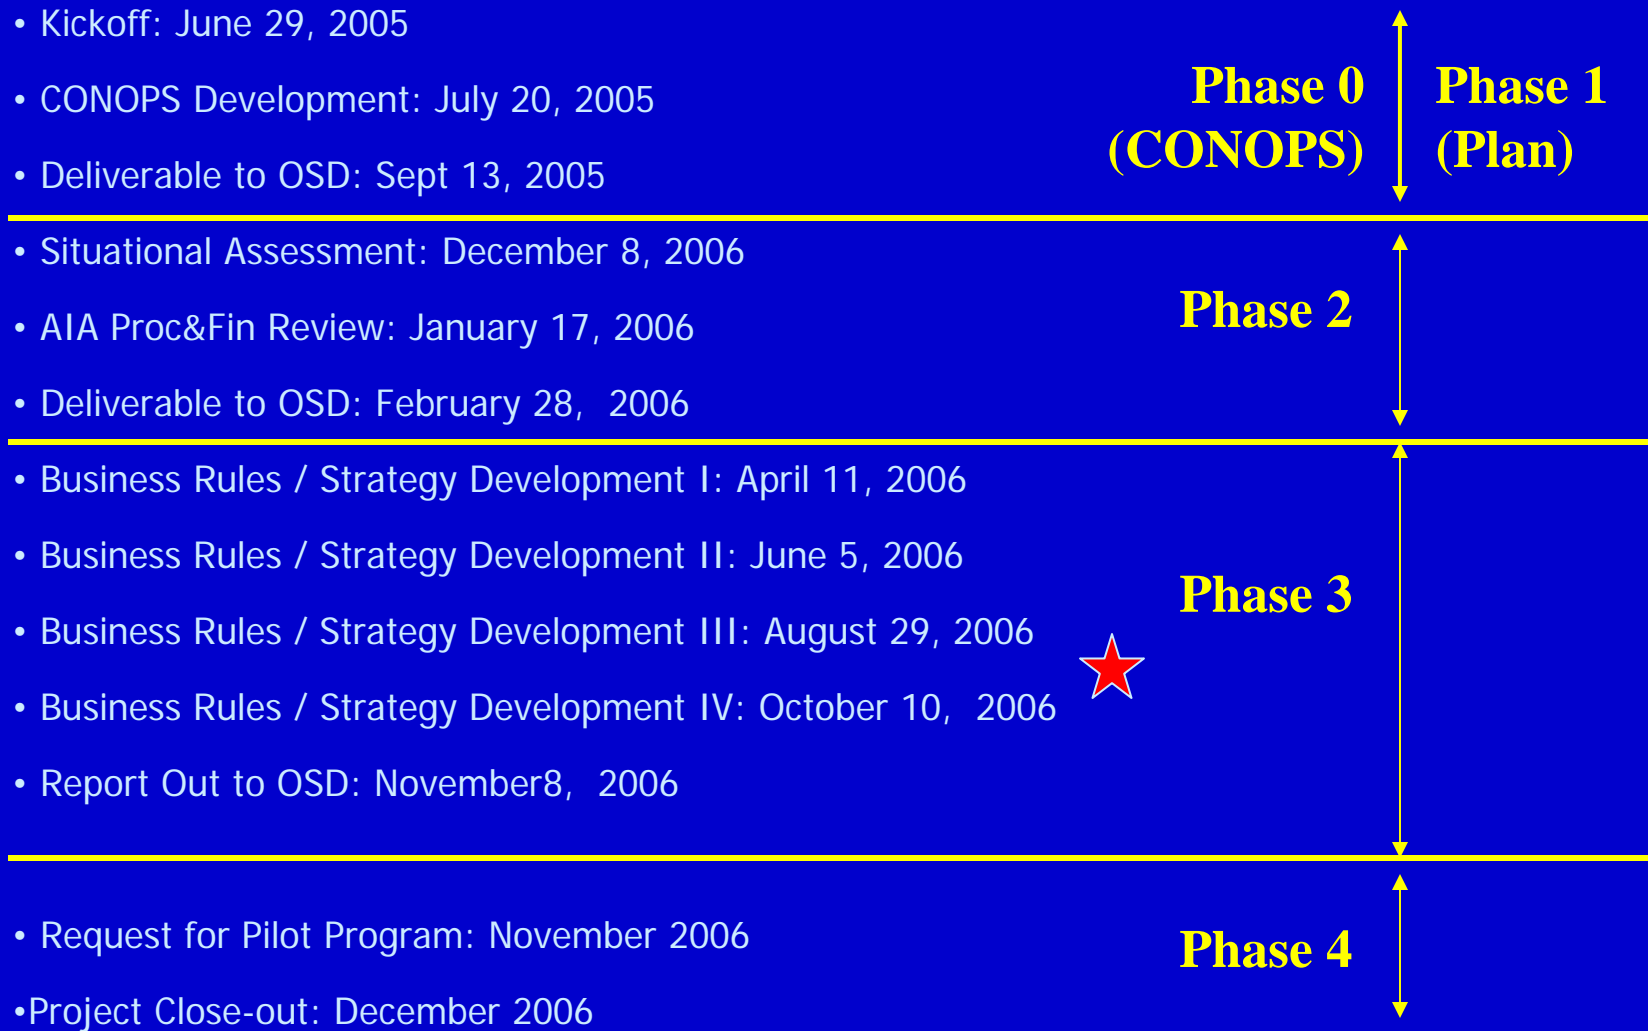 • Kickoff: June 29, 2005
• CONOPS Development: July 20, 2005
• Deliverable to OSD: Sept 13, 2005
Phase 0
(CONOPS)
Phase 1
(Plan)
• Situational Assessment: December 8, 2006
• AIA Proc&Fin Review: January 17, 2006
• Deliverable to OSD: February 28,  2006
Phase 2
• Business Rules / Strategy Development I: April 11, 2006
• Business Rules / Strategy Development II: June 5, 2006
• Business Rules / Strategy Development III: August 29, 2006
• Business Rules / Strategy Development IV: October 10,  2006
• Report Out to OSD: November8,  2006
Phase 3
• Request for Pilot Program: November 2006
•Project Close-out: December 2006
Phase 4